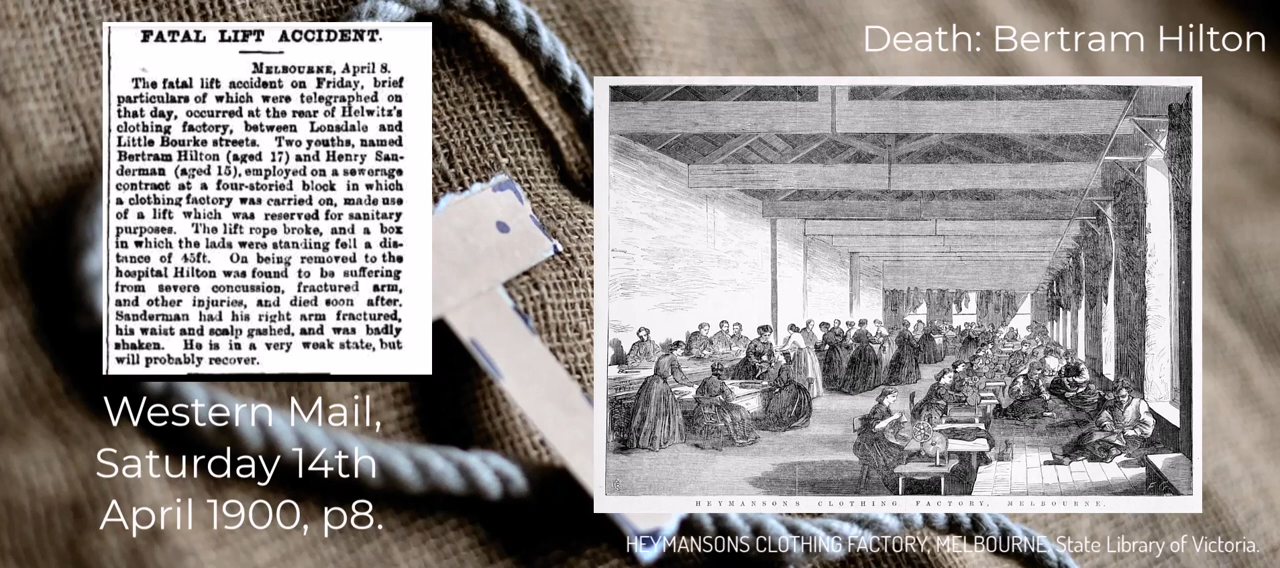 FATAL LIFT ACCIDENT.
MELBOURNE, April 8.
The fatal lift accident on Friday, brief
particulars of which were telegraphed on
that day, occurred at the rear of Helwitz's
clothing factory, between Lonsdale and
Little Bourke streets. Two youths, named
Bertram Hilton (aged 17) and Henry San-
derman (aged 15), employed on a sewerage
contract at a four-storied block in which
a clothing factory was carried on, made use
of a lift which was reserved for sanitary
purposes. The lift rope broke, and a box
in which the lads were standing fell a dis-
tance of 45ft. On being removed to the
hospital Hilton was found to be suffering
from severe concussion, fractured arm,
and other injuries, and died soon after.
Sanderman had his right arm fractured,
his waist and scalp gashed, and was badly
shaken. He is in a very weak state, but
will probably recover.
Western Mail,
Saturday 14th
April 1900, p8.
Death: Bertram Hilton
HEYMANSONS CLOTHING FACTORY, MELBOURNE.
HEYMANSONS CLOTHING FACTORY, MELBOURNE. State Library of Victoria.